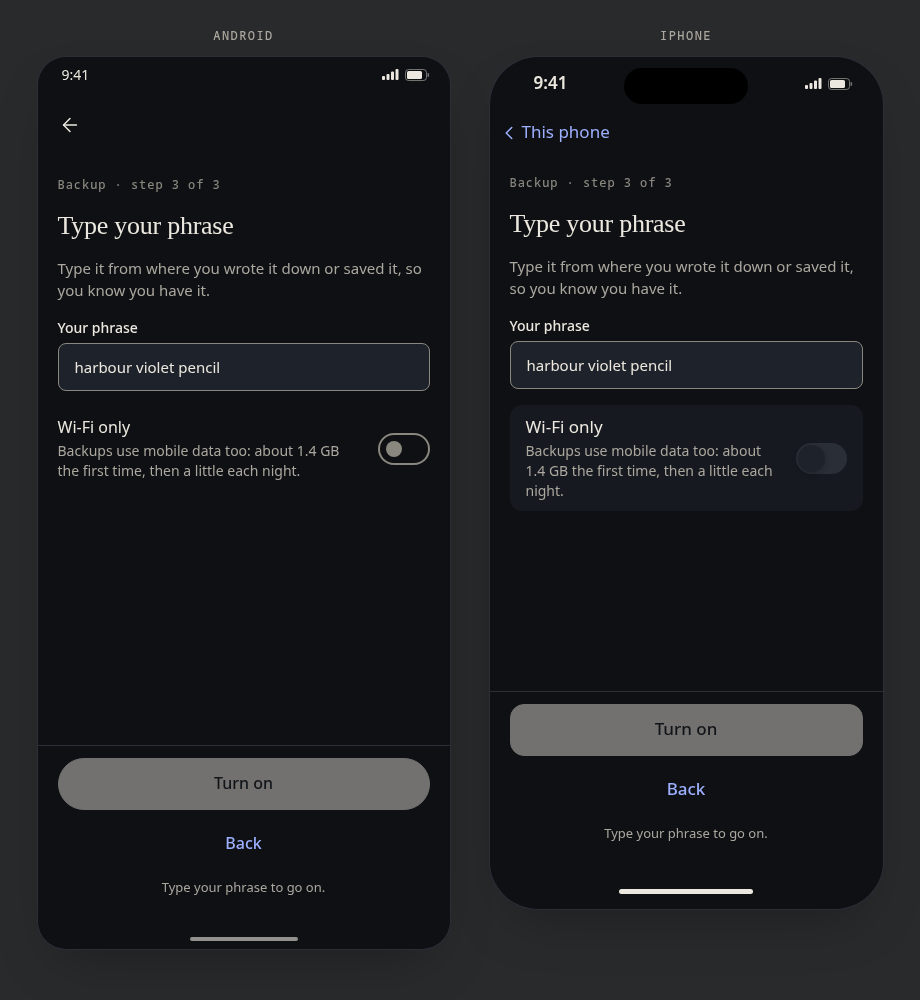 ANDROID
9:41
Backup · step 3 of 3
Type your phrase
Type it from where you wrote it down or saved it, so
you know you have it.
Your phrase
harbour violet pencil
Wi-Fi only
Backups use mobile data too: about 1.4 GB
the first time, then a little each night.
Turn on
Back
Type your phrase to go on.
IPHONE
9:41
This phone
Backup · step 3 of 3
Type your phrase
Type it from where you wrote it down or saved it,
so you know you have it.
Your phrase
harbour violet pencil
Wi-Fi only
Backups use mobile data too: about
1.4 GB the first time, then a little each
night.
Turn on
Back
Type your phrase to go on.